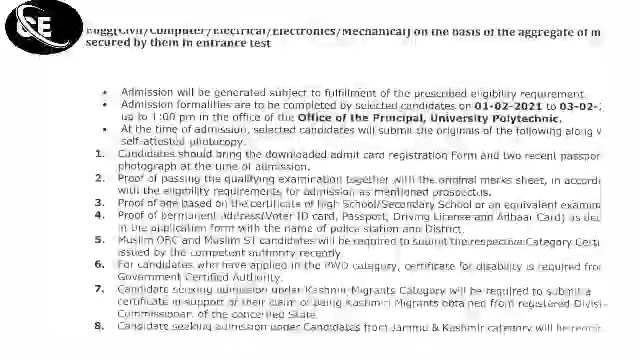 CE
Engg(Civil/Computer/Electrical/Electronics/Mechanical) on the basis of the aggregate of m
secured by them in entrance test
• Admission will be generated subject to fulfillment of the prescribed eligibility requirement.
• Admission formalities are to be completed by selected candidates on 01-02-2021 to 03-02-2
up to 1:00 pm in the office of the Office of the Principal, University Polytechnic.
• At the time of admission, selected candidates will submit the originals of the following along w
self-attested photocopy.
1. Candidates should bring the downloaded admit card registration Form and two recent passpor
photograph at the time of admission.
2. Proof of passing the qualifying examination together with the original marks sheet, in accorda
with the eligibility requirements for admission as mentioned prospectus.
3. Proof of age based on the certificate of High School/Secondary School or an equivalent examina
4. Proof of permanent address(Voter ID card, Passport, Driving License and Adhaar Card) as decl
in the application form with the name of police station and District.
5. Muslim OBC and Muslim ST candidates will be required to submit the respective Category Certi
issued by the competent authority recently
6. For candidates who have applied in the PWD category, certificate for disability is required fro
Government Certified Authority.
7. Candidate seeking admission under Kashmir Migrants Category will be required to submit a
certificate in support of their claim of being Kashmiri Migrants obtained from registered Divisi
Commissioner, of the concerned State.
8. Candidate seeking admission under Candidates from Jammu & Kashmir category will be